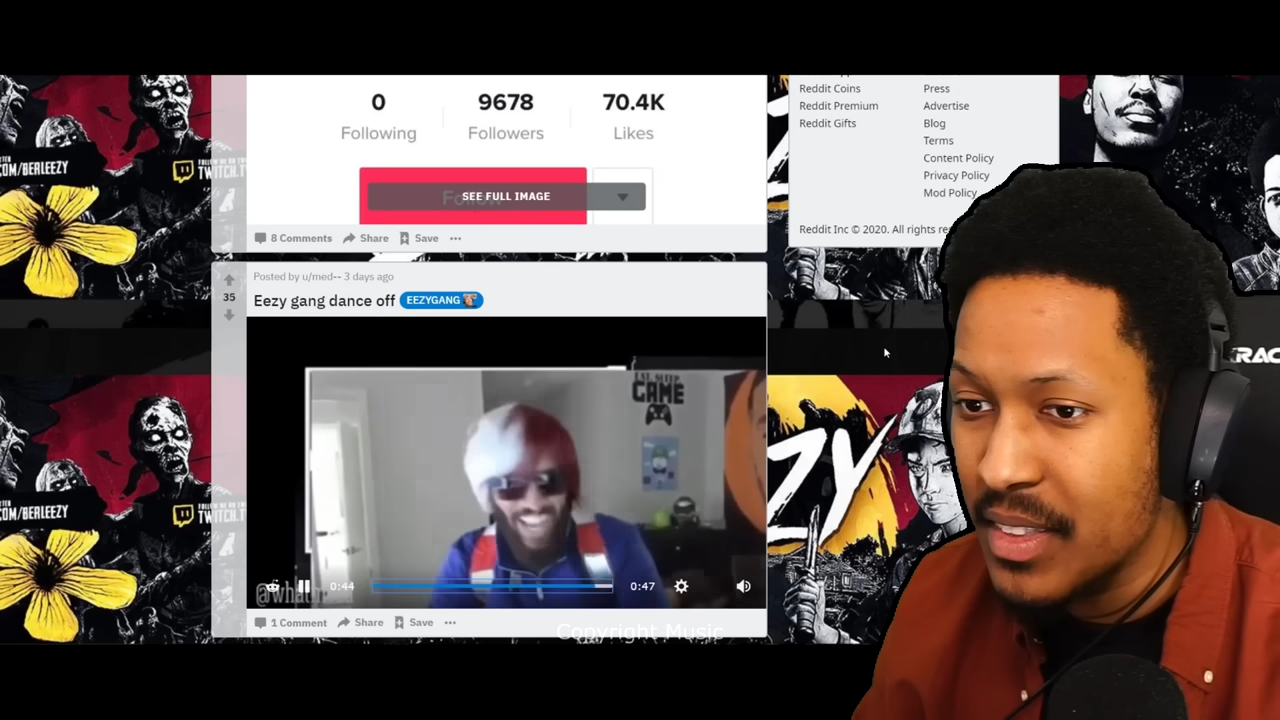 0
9678
70.4K
Following
Followers
Likes
SEE FULL IMAGE
8 Comments
Share
Save
Posted by u/med-- 3 days ago
35
Eezy gang dance off EEZYGANG
EAT SLEEP
GAME
0:44
0:47
1 Comment
Share
Save
Copyright Music
Reddit Coins
Press
Reddit Premium
Advertise
Reddit Gifts
Blog
Terms
Content Policy
Privacy Policy
Mod Policy
Reddit Inc © 2020. All rights
.COM/BERLEEZY
TWITCH.T
.COM/BERLEEZY
TWITCH.T
ZY